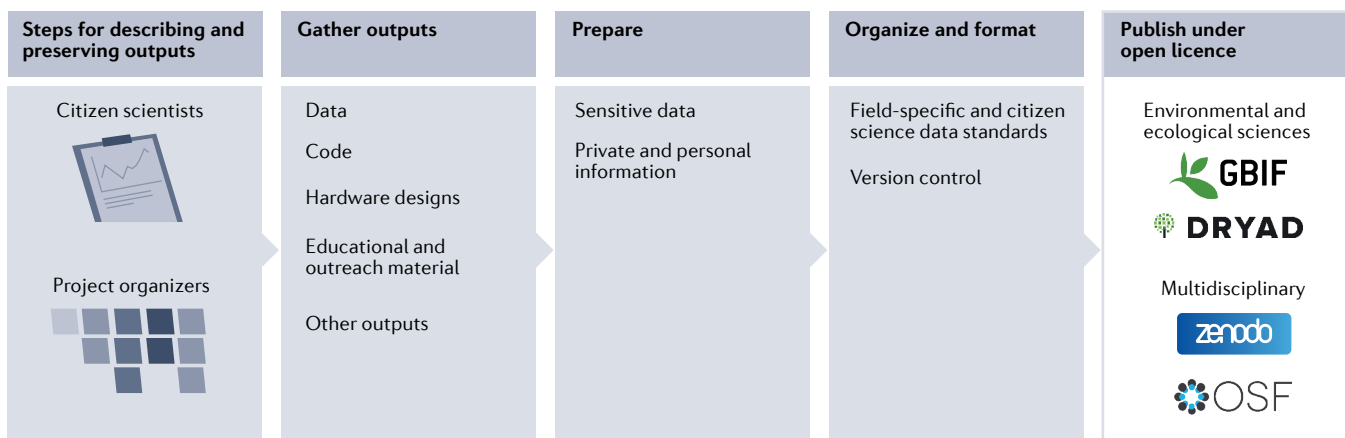 Steps for describing and
preserving outputs
Citizen scientists
Project organizers
Gather outputs
Data
Code
Hardware designs
Educational and
outreach material
Other outputs
Prepare
Sensitive data
Private and personal
information
Organize and format
Field-specific and citizen
science data standards
Version control
Publish under
open licence
Environmental and
ecological sciences
GBIF
DRYAD
Multidisciplinary
zenodo
OSF